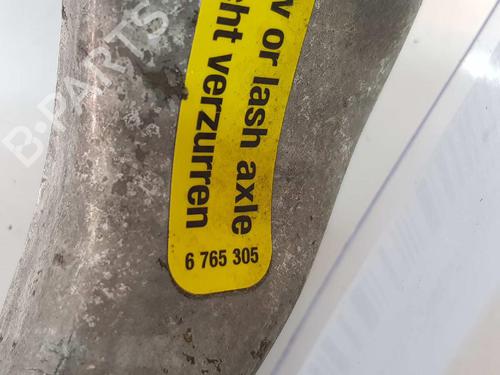 w or lash axle
cht verzurren
6 765 305
B-PARTS